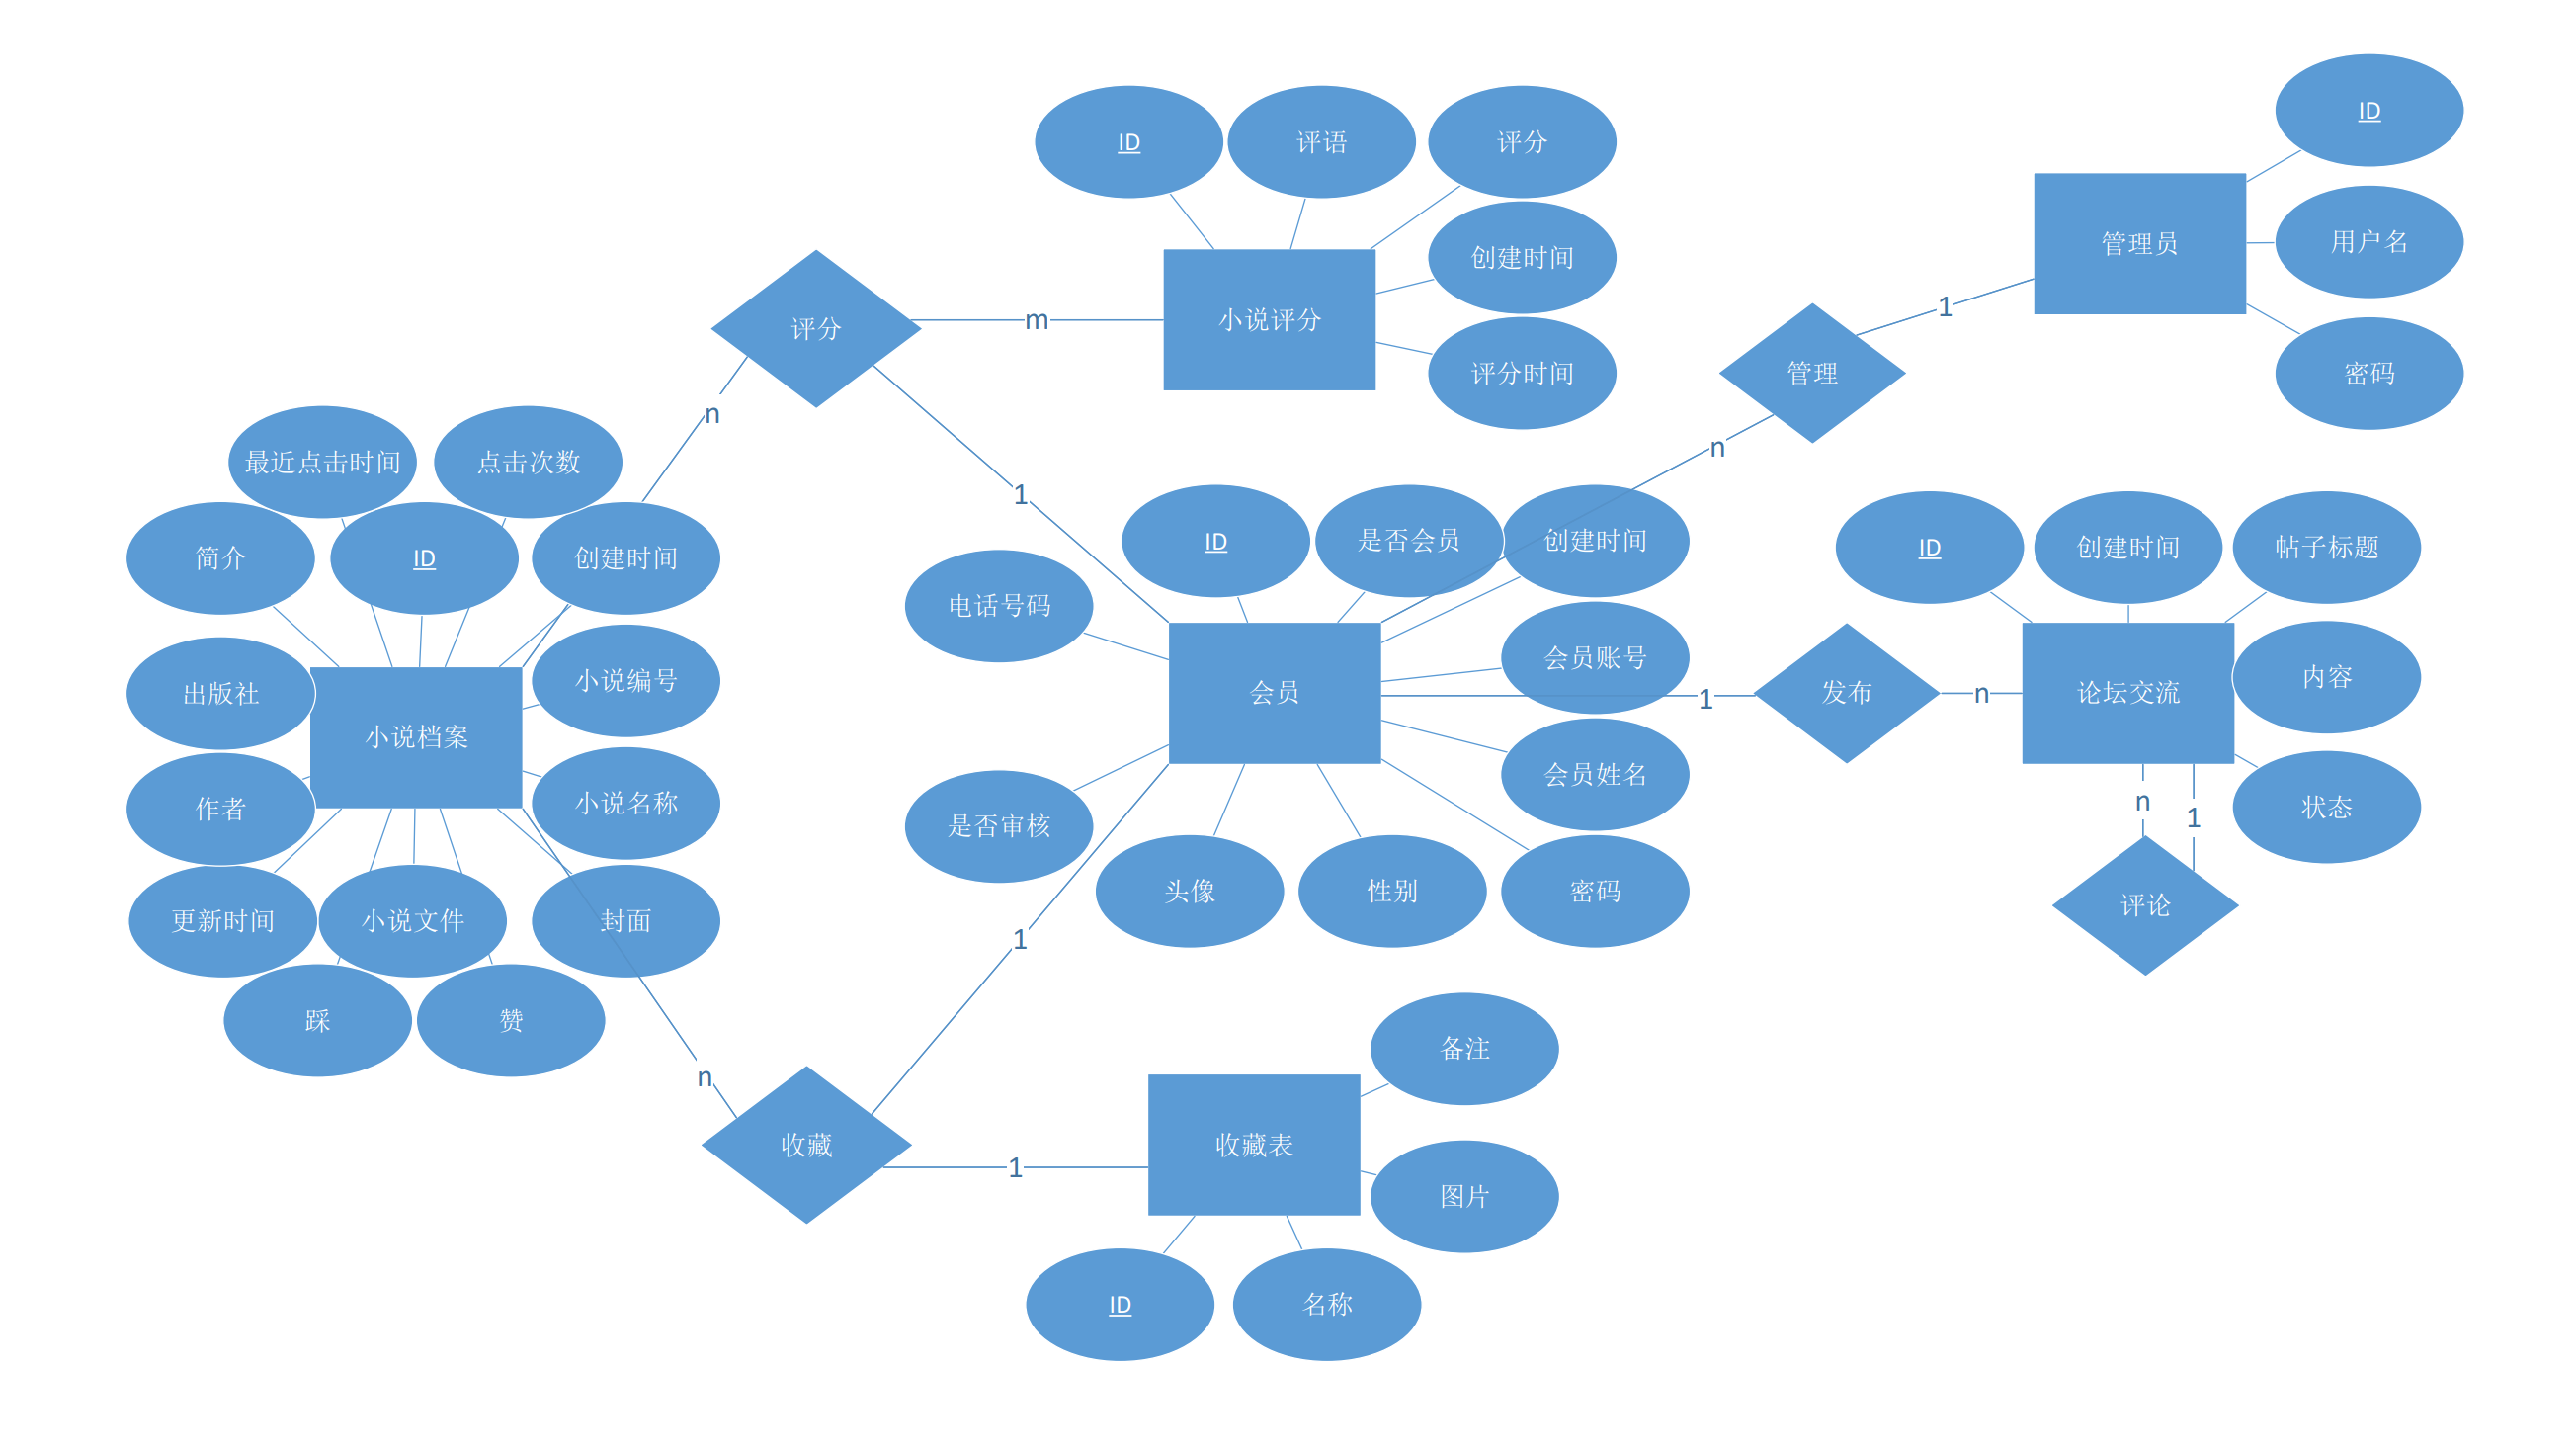 ID
评语
评分
创建时间
评分时间
小说评分
评分
m
n
1
ID
用户名
密码
管理员
1
管理
n
最近点击时间
点击次数
简介
ID
创建时间
出版社
小说编号
小说档案
作者
小说名称
更新时间
小说文件
封面
踩
赞
n
ID
是否会员
创建时间
电话号码
会员账号
会员
1
会员姓名
是否审核
头像
性别
密码
1
发布
n
ID
创建时间
帖子标题
论坛交流
内容
状态
n
1
评论
收藏
1
收藏表
备注
图片
ID
名称